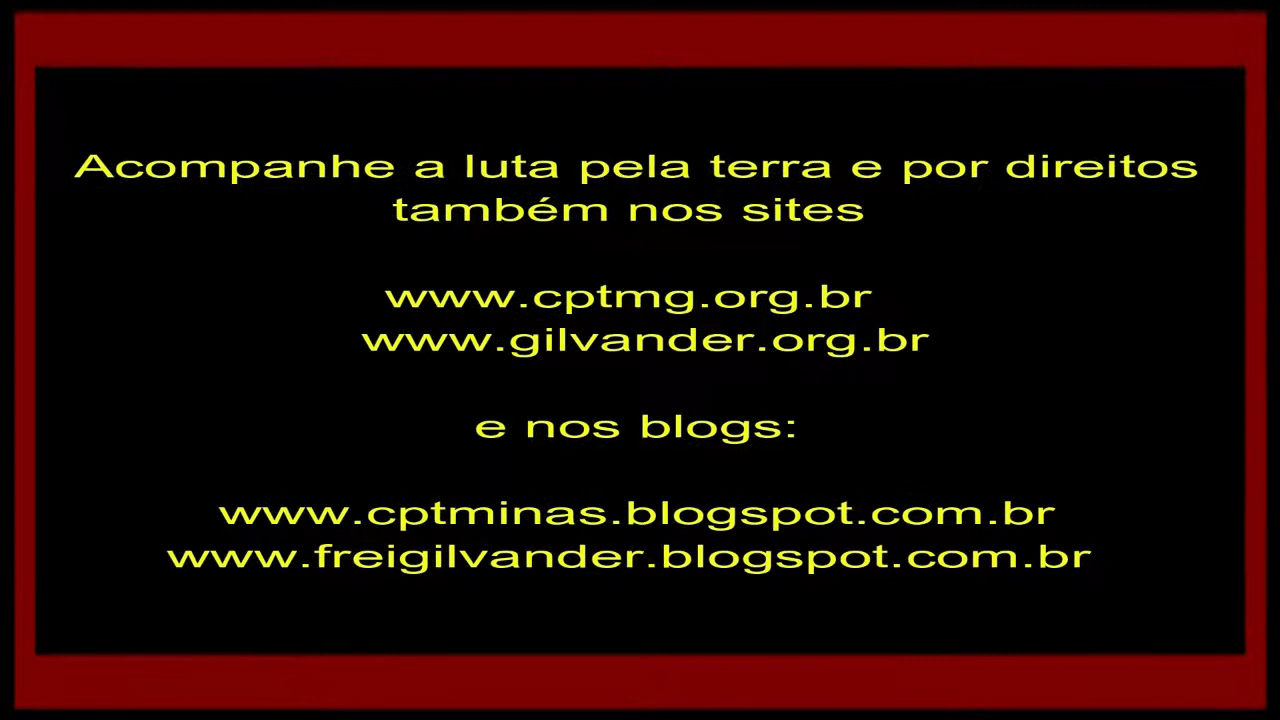 Acompanhe a luta pela terra e por direitos
também nos sites
www.cptmg.org.br
www.gilvander.org.br
e nos blogs:
www.cptminas.blogspot.com.br
www.freigilvander.blogspot.com.br